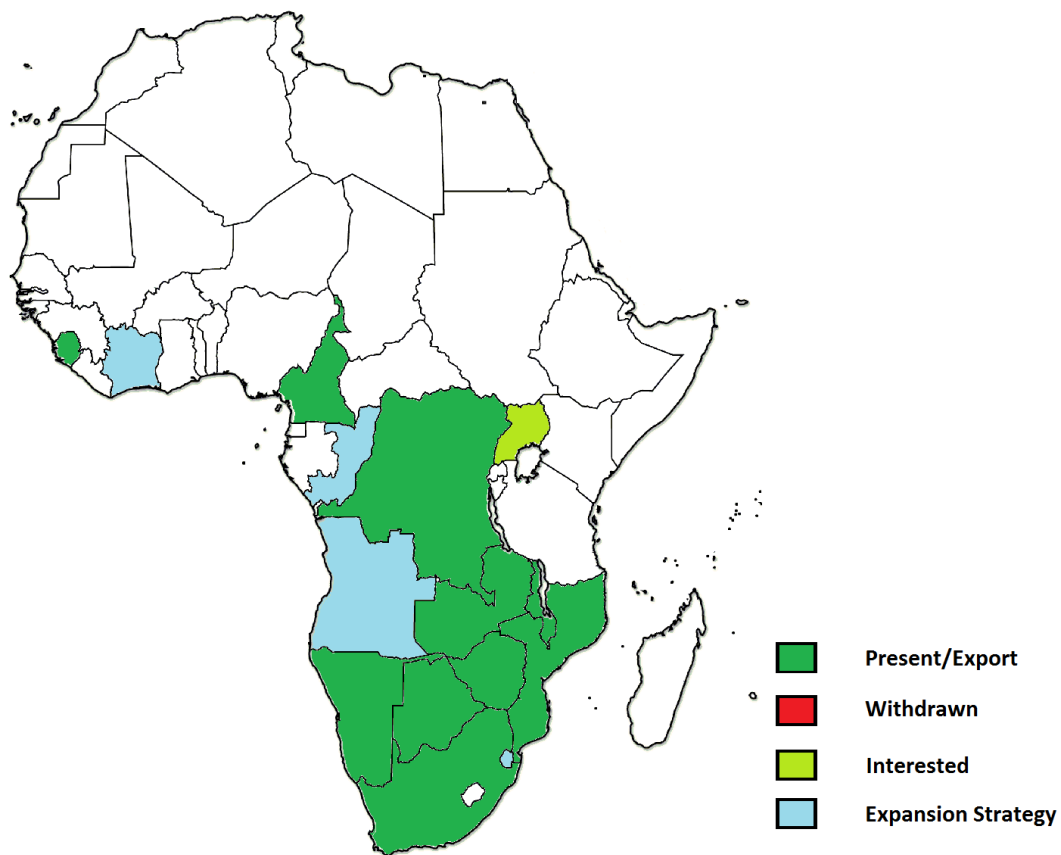 Present/Export
Withdrawn
Interested
Expansion Strategy